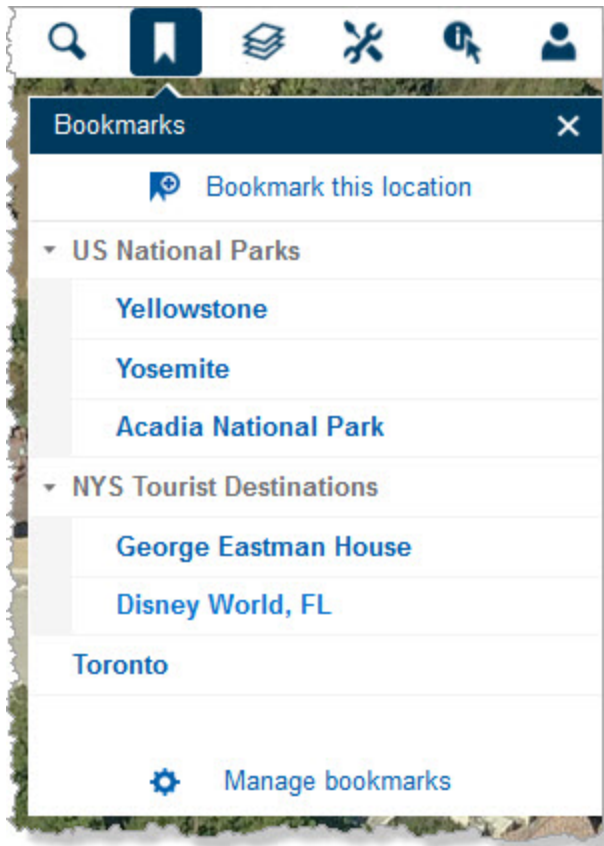 Bookmarks
Bookmark this location
US National Parks
Yellowstone
Yosemite
Acadia National Park
NYS Tourist Destinations
George Eastman House
Disney World, FL
Toronto
Manage bookmarks